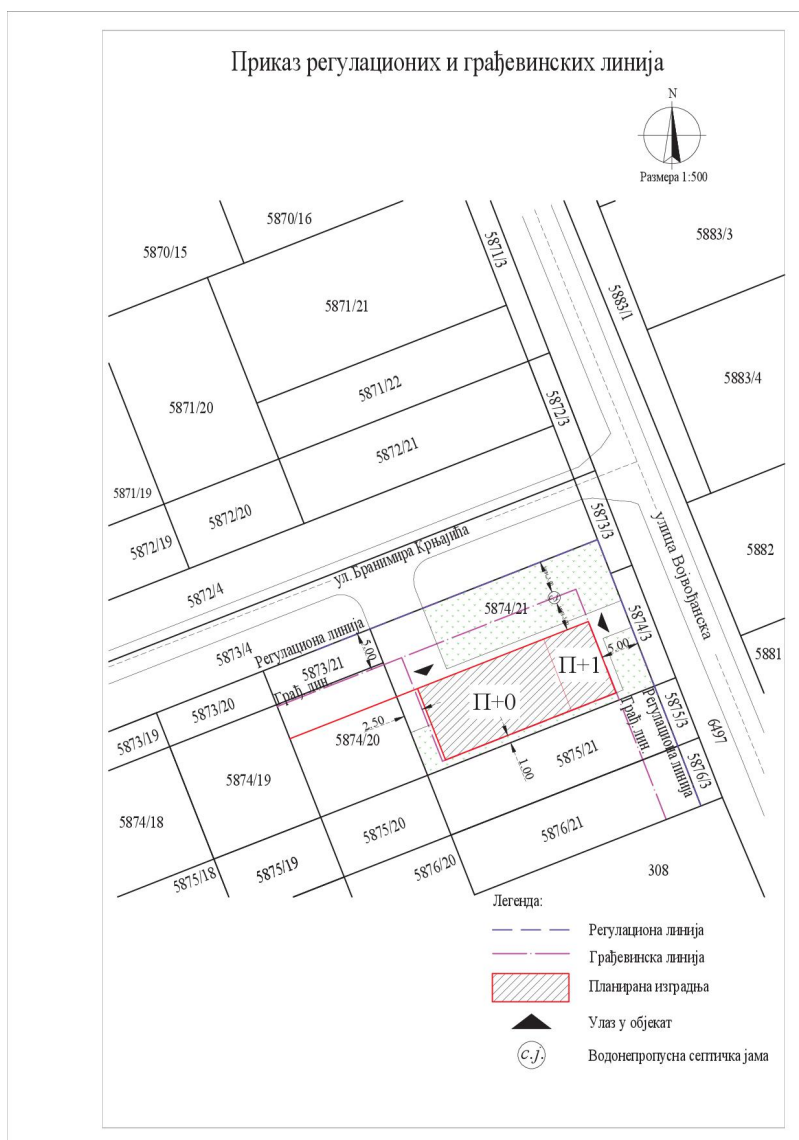 Приказ регулационих и грађевинских линија
N
Размера 1:500
5870/16
5870/15
5871/3
5883/3
5883/1
5871/21
5871/22
5883/4
5871/20
5872/3
5872/21
5871/19
5872/20
5872/19
5873/3
улица Војвођанска
ул. Бранимира Крњајића
5882
5872/4
5874/21
5873/4
Регулациона линија
5.00
5874/3
5881
5873/21
5.00
П+1
Грађ. лин.
П+0
5873/20
2.50
5873/19
5874/20
Грађ. лин.
Регулациона линија
5875/3
6497
5875/21
5876/3
1.00
5874/19
5874/18
5875/20
5876/21
5875/19
5875/18
5876/20
308
Легенда:
Регулациона линија
Грађевинска линија
Планирана изградња
Улаз у објекат
с.ј.
Водонепропусна септичка јама